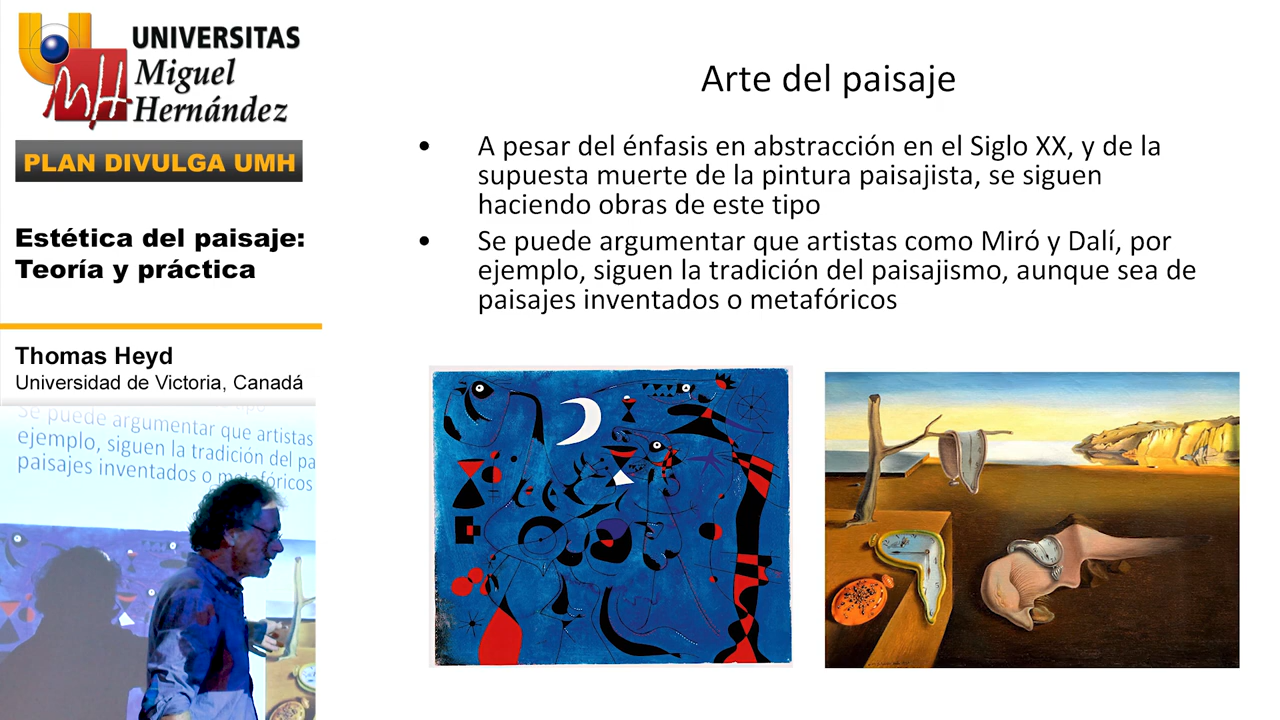 UNIVERSITAS
Miguel
Hernández
PLAN DIVULGA UMH
Estética del paisaje:
Teoría y práctica
Thomas Heyd
Universidad de Victoria, Canadá
Se puede argumentar que artistas
ejemplo, siguen la tradición del pa
paisajes inventados o metafóricos
Arte del paisaje
• A pesar del énfasis en abstracción en el Siglo XX, y de la
supuesta muerte de la pintura paisajista, se siguen
haciendo obras de este tipo
• Se puede argumentar que artistas como Miró y Dalí, por
ejemplo, siguen la tradición del paisajismo, aunque sea de
paisajes inventados o metafóricos